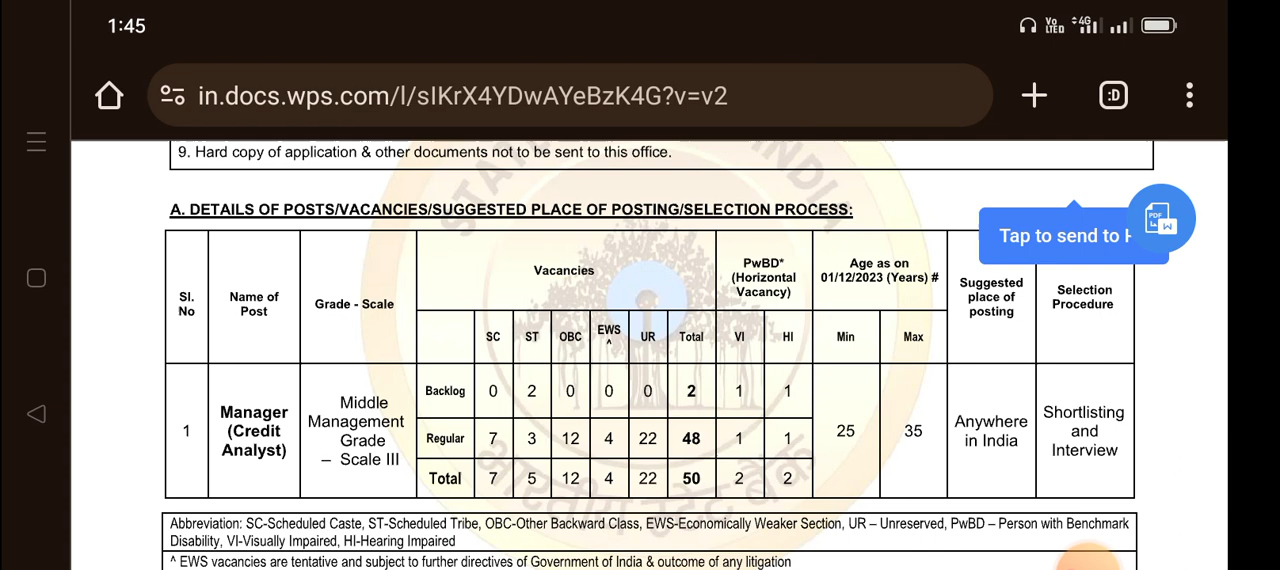 1:45
Vo
LTED
4G
in.docs.wps.com/l/sIKrX4YDwAYeBzK4G?v=v2
:D
9. Hard copy of application & other documents not to be sent to this office.
A. DETAILS OF POSTS/VACANCIES/SUGGESTED PLACE OF POSTING/SELECTION PROCESS:
Tap to send to
PDF
W
Sl. No | Name of Post | Grade - Scale | Vacancies | PwBD* (Horizontal Vacancy) | Age as on 01/12/2023 (Years) # | Suggested place of posting | Selection Procedure
SC | ST | OBC | EWS ^ | UR | Total | VI | HI | Min | Max
1 | Manager (Credit Analyst) | Middle Management Grade – Scale III | Backlog | 0 | 2 | 0 | 0 | 0 | 2 | 1 | 1 | 25 | 35 | Anywhere in India | Shortlisting and Interview
Regular | 7 | 3 | 12 | 4 | 22 | 48 | 1 | 1
Total | 7 | 5 | 12 | 4 | 22 | 50 | 2 | 2
Abbreviation: SC-Scheduled Caste, ST-Scheduled Tribe, OBC-Other Backward Class, EWS-Economically Weaker Section, UR – Unreserved, PwBD – Person with Benchmark
Disability, VI-Visually Impaired, HI-Hearing Impaired
^ EWS vacancies are tentative and subject to further directives of Government of India & outcome of any litigation
INDIA
भारतीय स्टेट बैंक